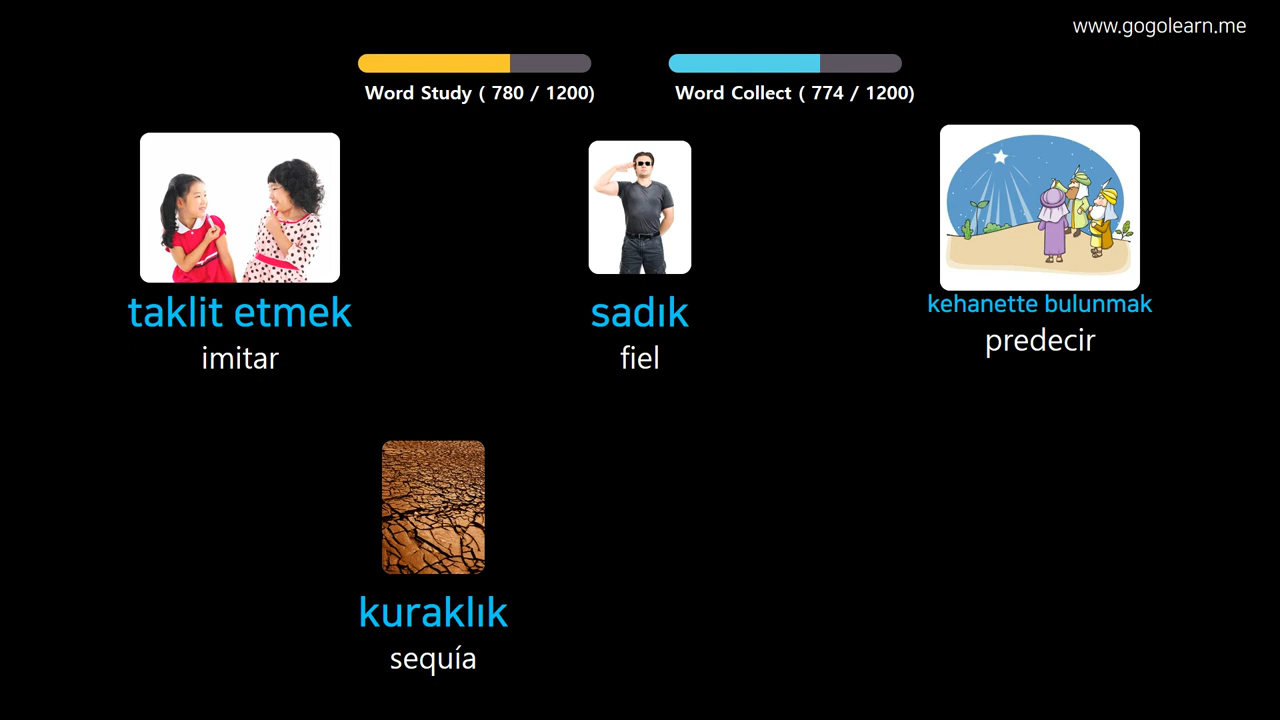 www.gogolearn.me
Word Study ( 780 / 1200)
Word Collect ( 774 / 1200)
taklit etmek
imitar
sadık
fiel
kehanette bulunmak
predecir
kuraklık
sequía